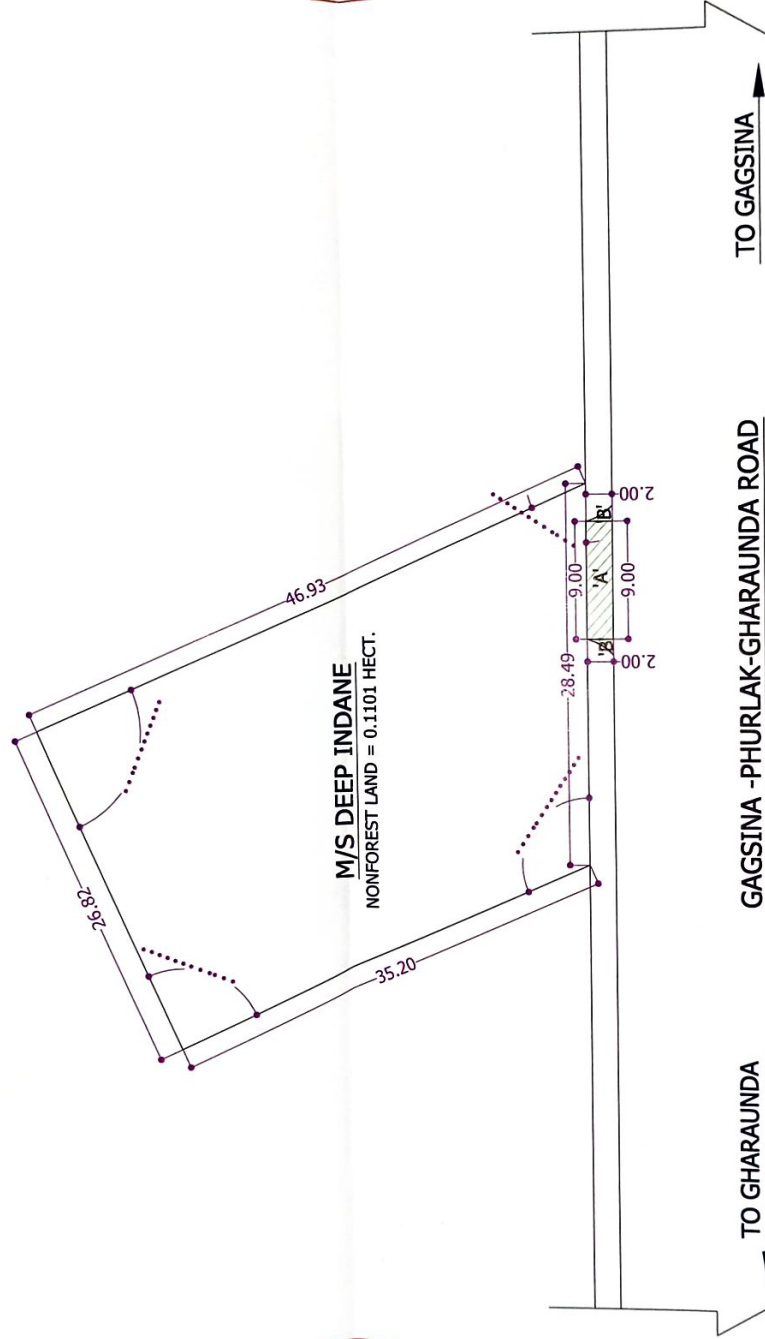 26.82
46.93
35.20
M/S DEEP INDANE
NONFOREST LAND = 0.1101 HECT.
28.49
9.00
2.00
'B'
'A'
'B'
2.00
9.00
TO GHARAUNDA
GAGSINA -PHURLAK-GHARAUNDA ROAD
TO GAGSINA